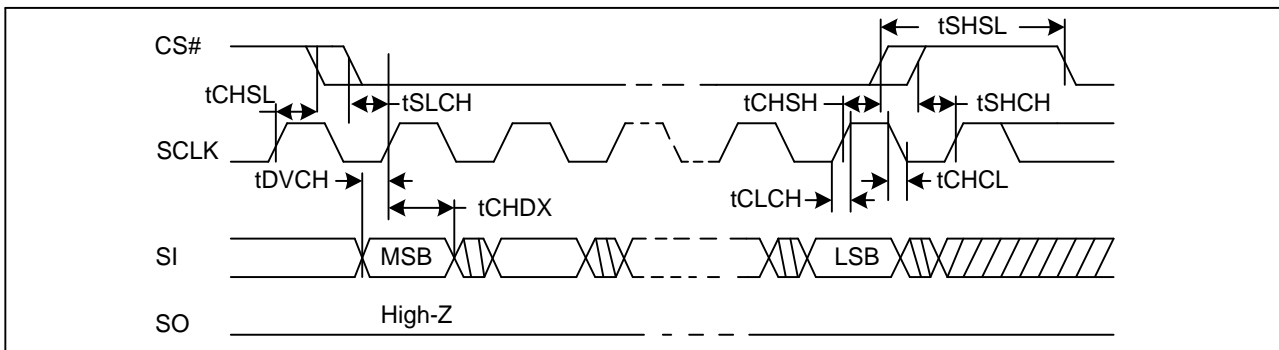 tSHSL
CS#
tCHSL
tSLCH
tCHSH
tSHCH
SCLK
tDVCH
tCHDX
tCLCH
tCHCL
SI
MSB
LSB
SO
High-Z